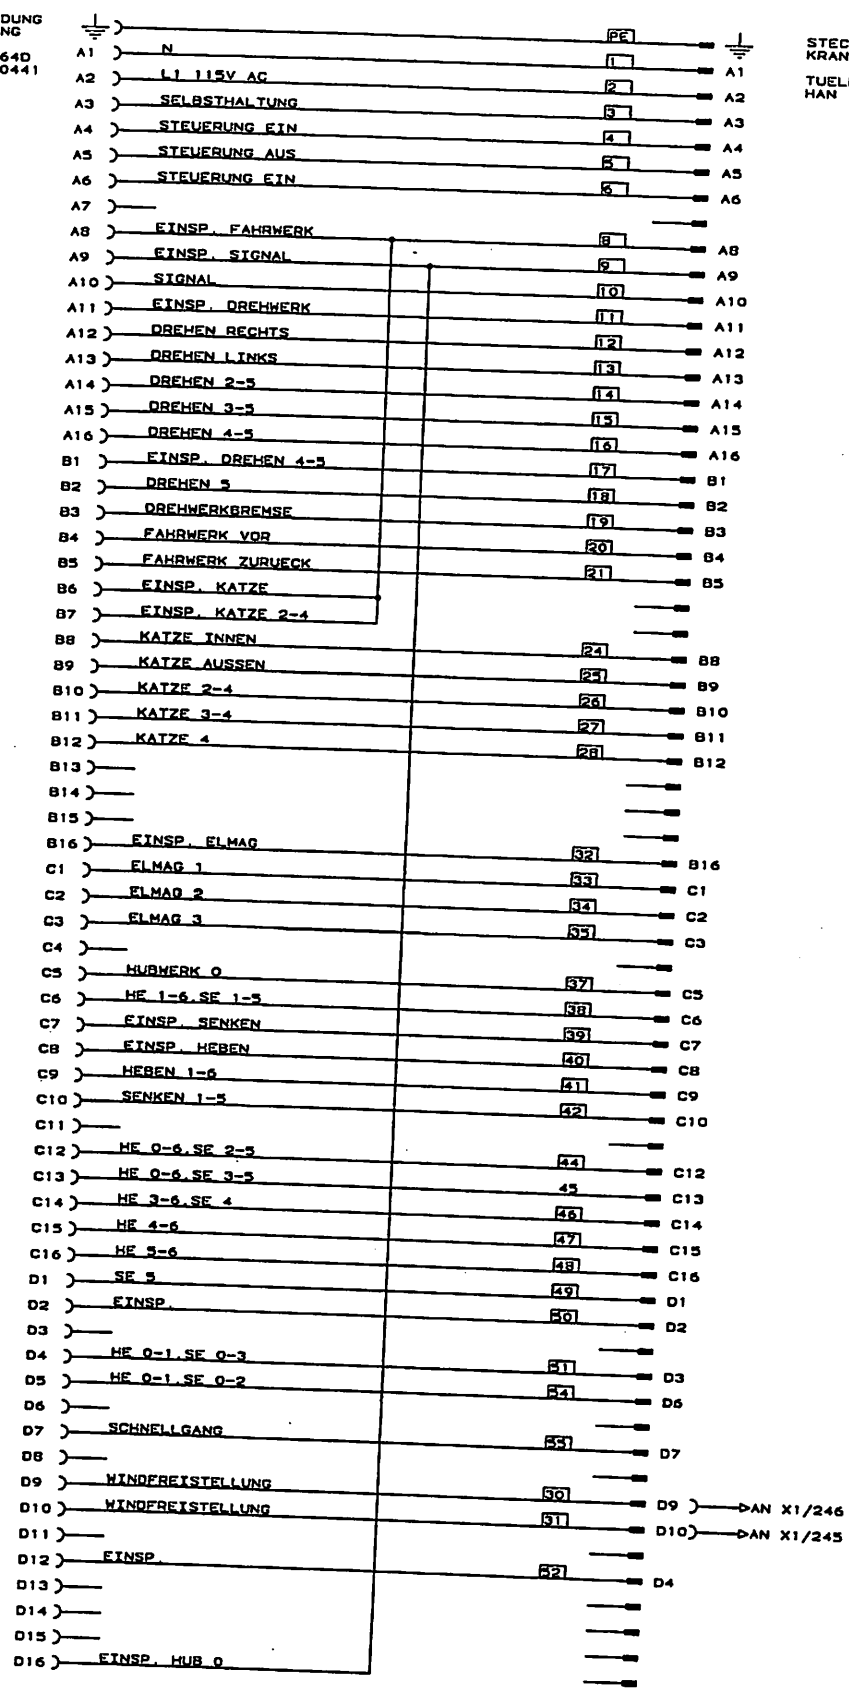 DUNG
NG
64D
0441
STEC
KRAN
TUEL
HAN
PE
A1 N 1 A1
A2 L1 115V AC 2 A2
A3 SELBSTHALTUNG 3 A3
A4 STEUERUNG EIN 4 A4
A5 STEUERUNG AUS 5 A5
A6 STEUERUNG EIN 6 A6
A7
A8 EINSP. FAHRWERK 8 A8
A9 EINSP. SIGNAL 9 A9
A10 SIGNAL 10 A10
A11 EINSP. DREHWERK 11 A11
A12 DREHEN RECHTS 12 A12
A13 DREHEN LINKS 13 A13
A14 DREHEN 2-5 14 A14
A15 DREHEN 3-5 15 A15
A16 DREHEN 4-5 16 A16
B1 EINSP. DREHEN 4-5 17 B1
B2 DREHEN 5 18 B2
B3 DREHWERKBREMSE 19 B3
B4 FAHRWERK VOR 20 B4
B5 FAHRWERK ZURUECK 21 B5
B6 EINSP. KATZE
B7 EINSP. KATZE 2-4
B8 KATZE INNEN 24 B8
B9 KATZE AUSSEN 25 B9
B10 KATZE 2-4 26 B10
B11 KATZE 3-4 27 B11
B12 KATZE 4 28 B12
B13
B14
B15
B16 EINSP. ELMAG 32 B16
C1 ELMAG 1 33 C1
C2 ELMAG 2 34 C2
C3 ELMAG 3 35 C3
C4
C5 HUBWERK 0 37 C5
C6 HE 1-6.SE 1-5 38 C6
C7 EINSP. SENKEN 39 C7
C8 EINSP. HEBEN 40 C8
C9 HEBEN 1-6 41 C9
C10 SENKEN 1-5 42 C10
C11
C12 HE 0-6.SE 2-5 44 C12
C13 HE 0-6.SE 3-5 45 C13
C14 HE 3-6.SE 4 46 C14
C15 HE 4-6 47 C15
C16 HE 5-6 48 C16
D1 SE 5 49 D1
D2 EINSP. 50 D2
D3
D4 HE 0-1.SE 0-3 51 D3
D5 HE 0-1.SE 0-2 54 D6
D6
D7 SCHNELLGANG 55 D7
D8
D9 WINDFREISTELLUNG 30 D9 AN X1/246
D10 WINDFREISTELLUNG 31 D10 AN X1/245
D11
D12 EINSP. 52 D4
D13
D14
D15
D16 EINSP. HUB 0